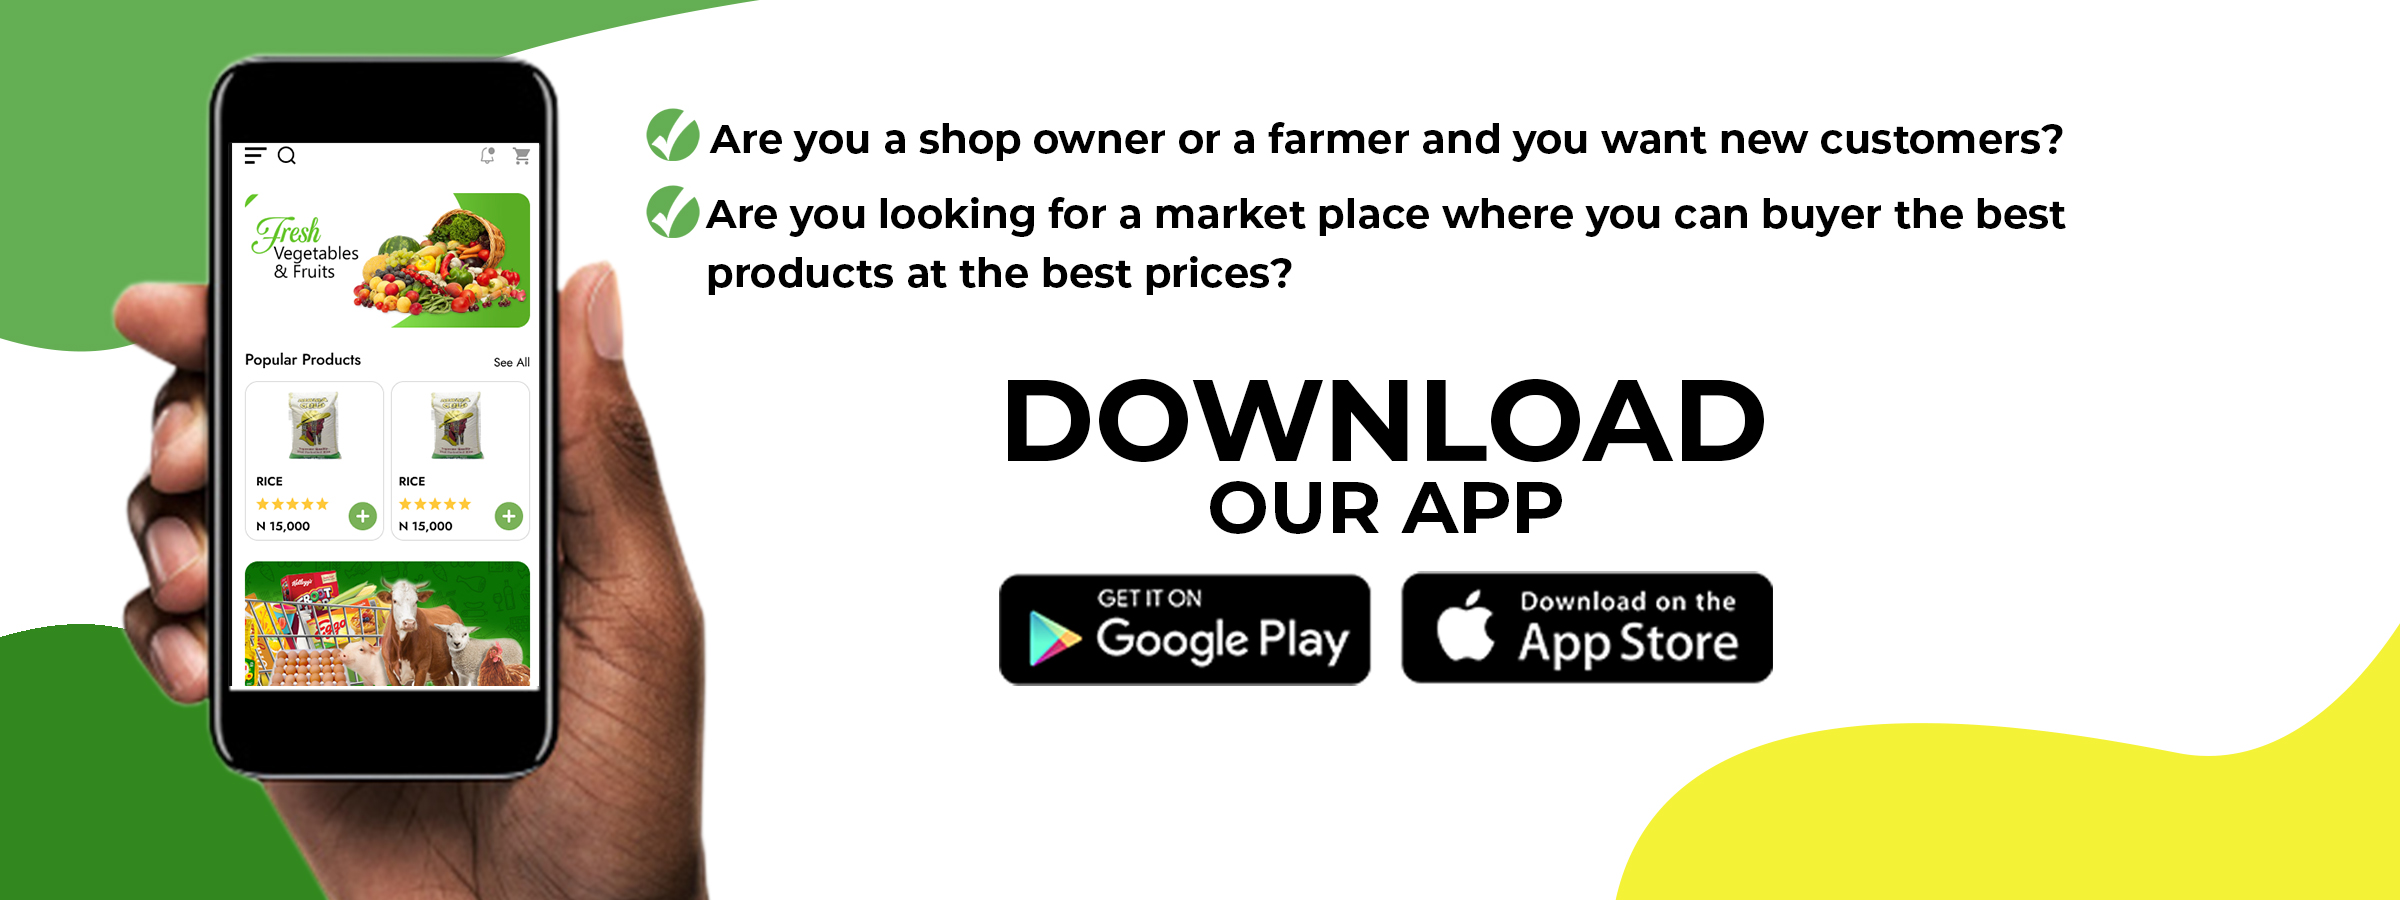 Are you a shop owner or a farmer and you want new customers?
Are you looking for a market place where you can buyer the best
products at the best prices?
DOWNLOAD
OUR APP
GET IT ON
Google Play
Download on the
App Store
Fresh
Vegetables
& Fruits
Popular Products
See All
RICE
N 15,000
RICE
N 15,000
Kellogg's
Eggo